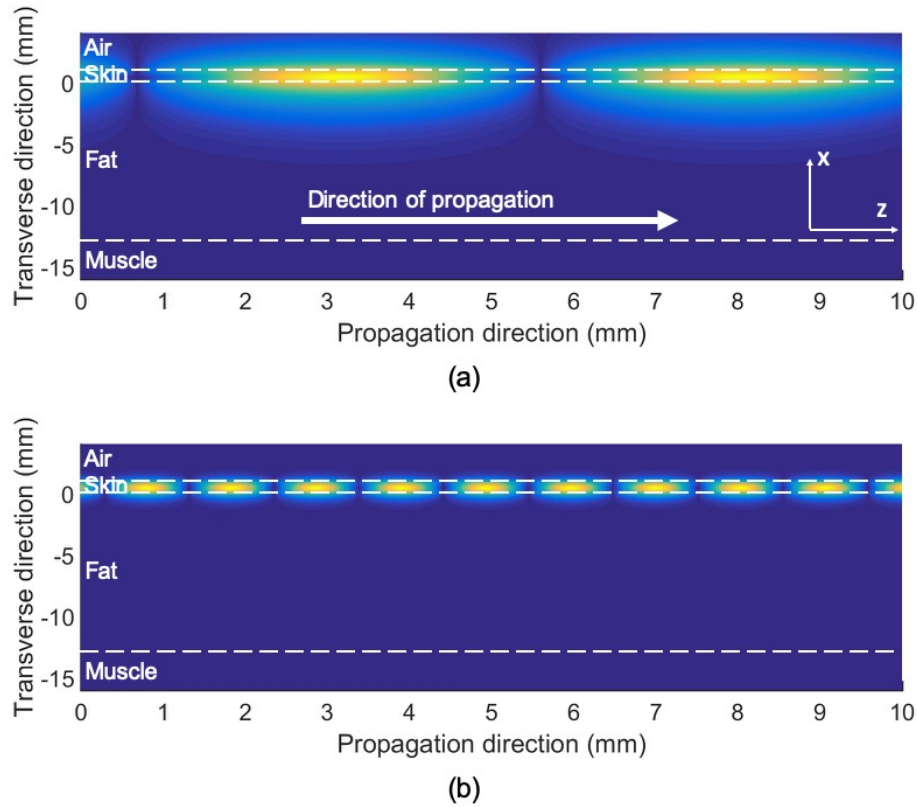 Transverse direction (mm)
Air
Skin
Fat
Direction of propagation
x
z
Muscle
0
-5
-10
-15
0 1 2 3 4 5 6 7 8 9 10
Propagation direction (mm)
(a)
Transverse direction (mm)
Air
Skin
Fat
Muscle
0
-5
-10
-15
0 1 2 3 4 5 6 7 8 9 10
Propagation direction (mm)
(b)